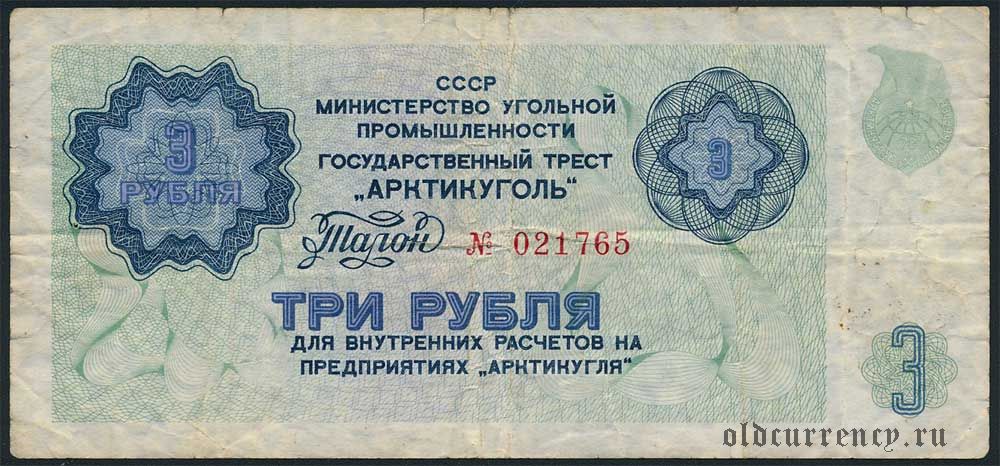 СССР
МИНИСТЕРСТВО УГОЛЬНОЙ
ПРОМЫШЛЕННОСТИ
ГОСУДАРСТВЕННЫЙ ТРЕСТ
„АРКТИКУГОЛЬ“
3
РУБЛЯ
3
Талон № 021765
ТРИ РУБЛЯ
ДЛЯ ВНУТРЕННИХ РАСЧЕТОВ НА
ПРЕДПРИЯТИЯХ „АРКТИКУГЛЯ“
3
oldcurrency.ru